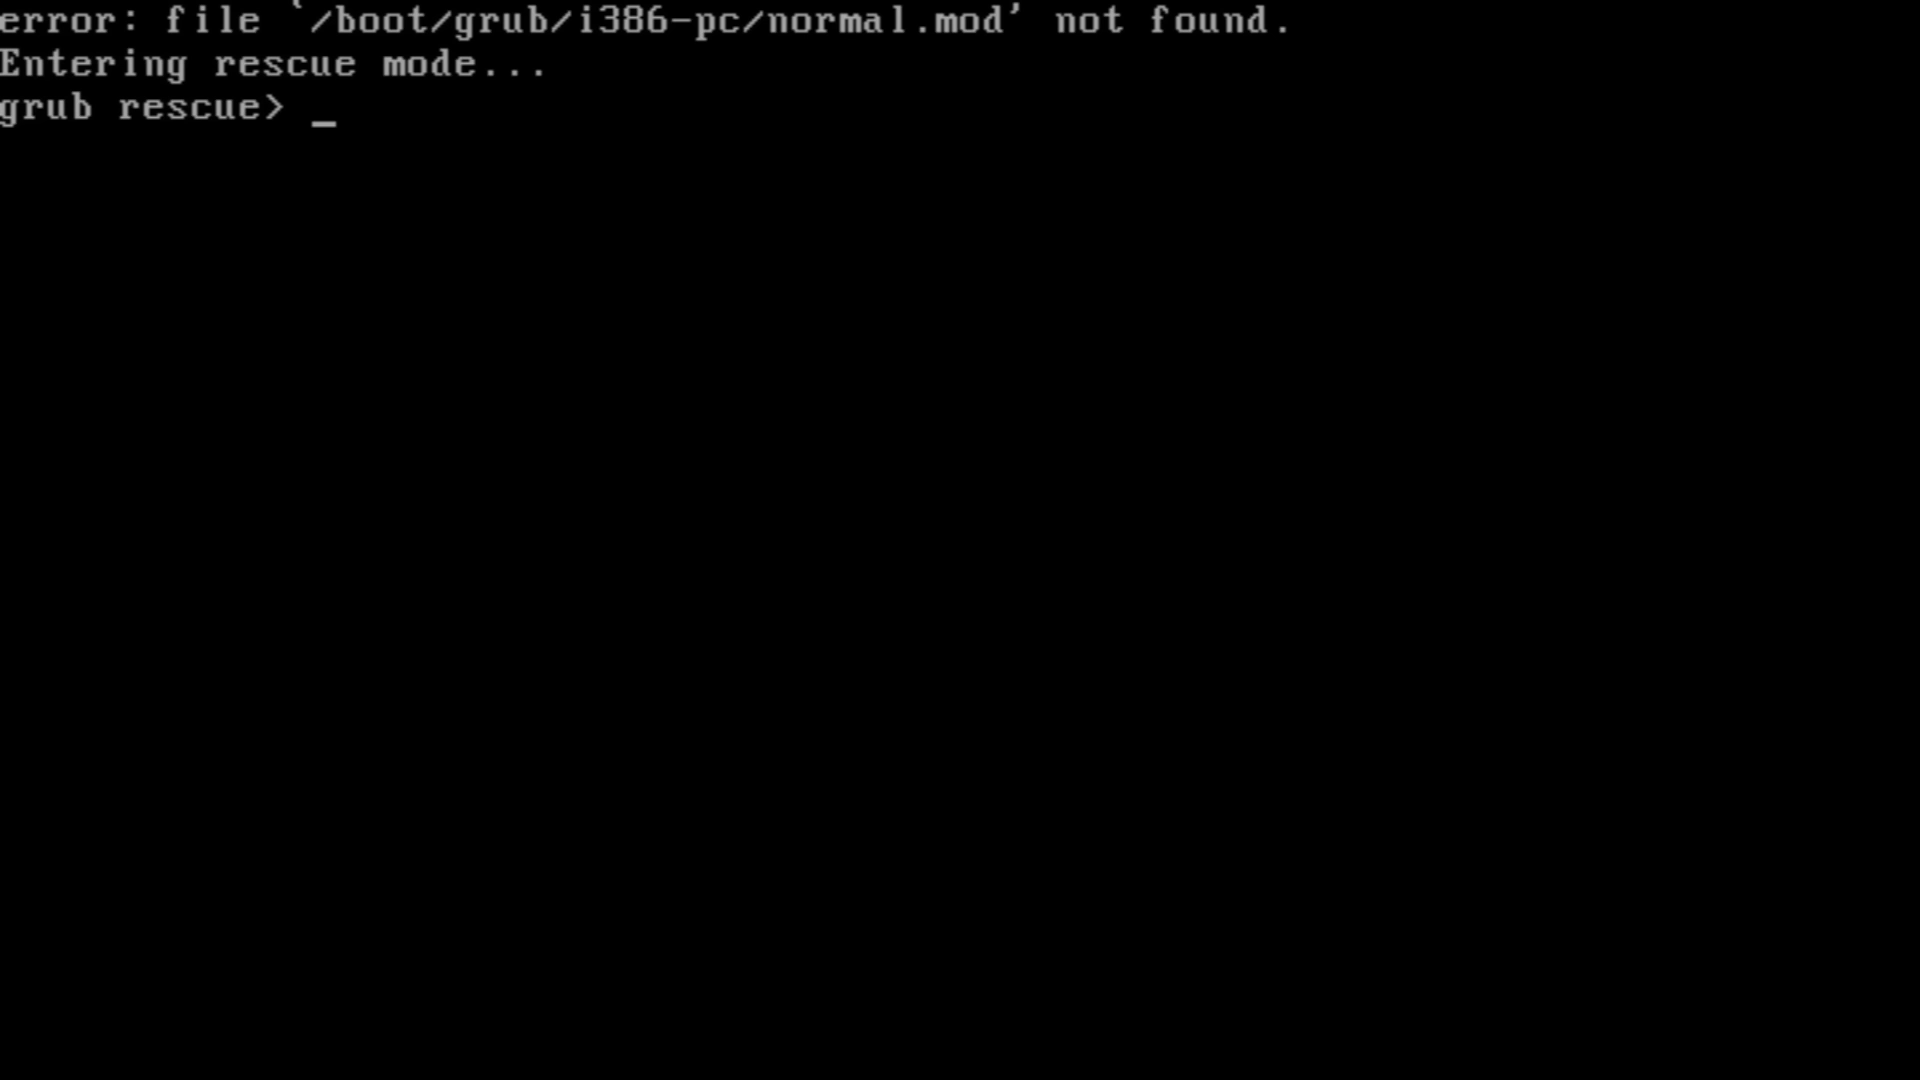 error: file `/boot/grub/i386-pc/normal.mod' not found.
Entering rescue mode...
grub rescue> _